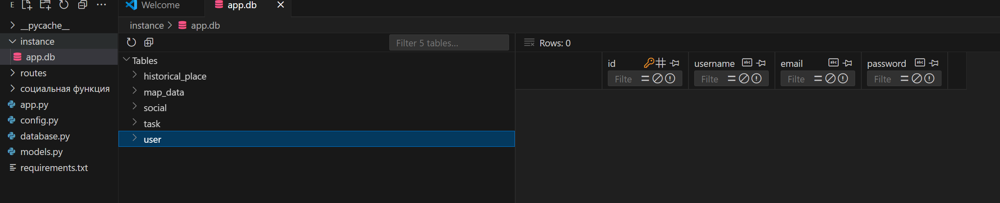 E
Welcome
app.db
__pycache__
instance
app.db
routes
социальная функция
app.py
config.py
database.py
models.py
requirements.txt
instance > app.db
Filter 5 tables...
Tables
historical_place
map_data
social
task
user
Rows: 0
id
username
email
password
Filte
Filte
Filte
Filte